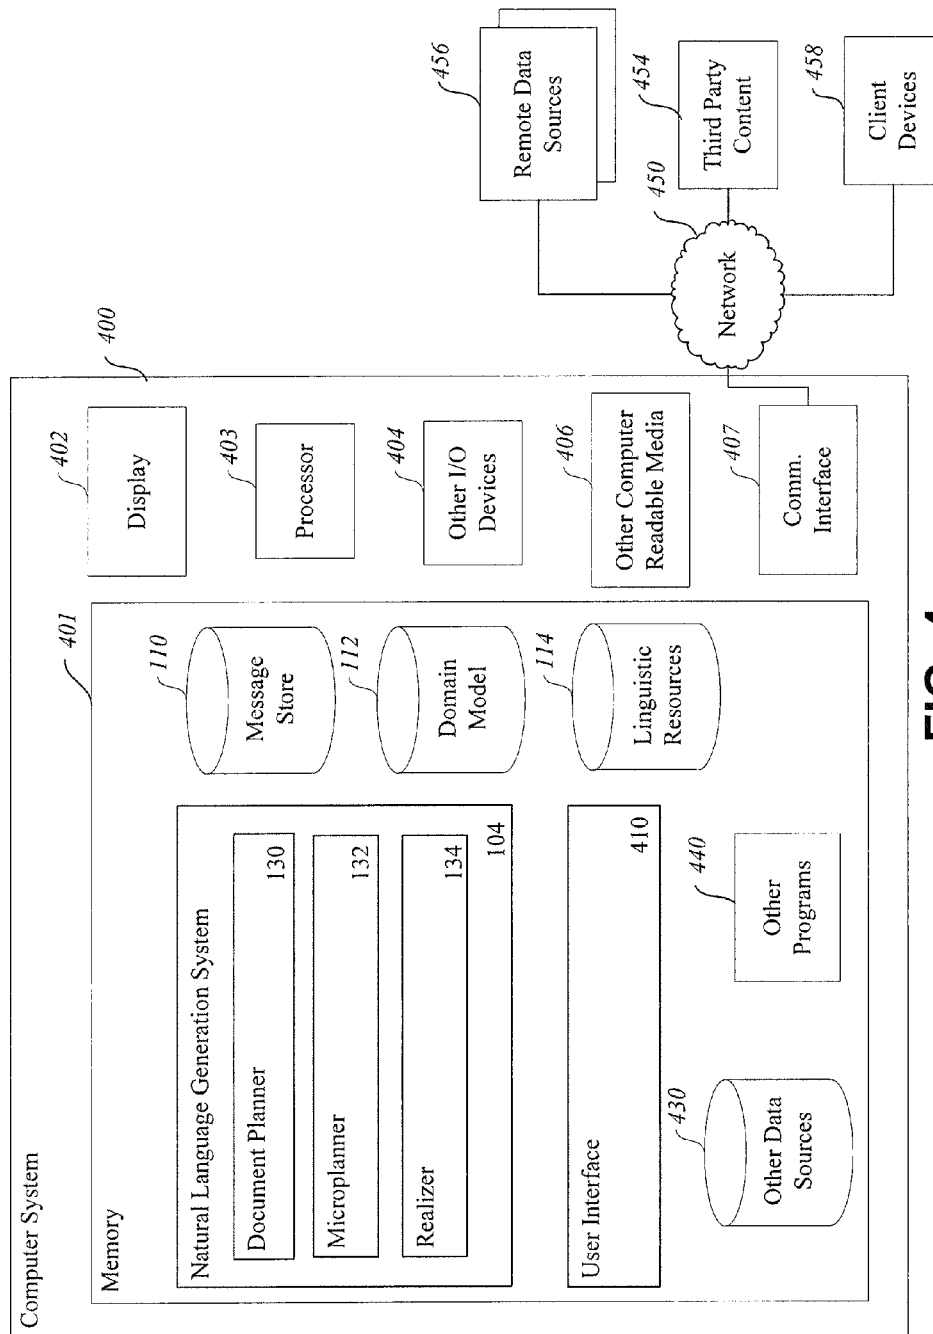 Computer System
400
Memory
401
Natural Language Generation System
Document Planner
130
Microplanner
132
Realizer
134
104
110
Message
Store
112
Domain
Model
114
Linguistic
Resources
User Interface
410
430
Other Data
Sources
440
Other
Programs
402
Display
403
Processor
404
Other I/O
Devices
406
Other Computer
Readable Media
407
Comm.
Interface
450
Network
456
Remote Data
Sources
454
Third Party
Content
458
Client
Devices
FIG. 4